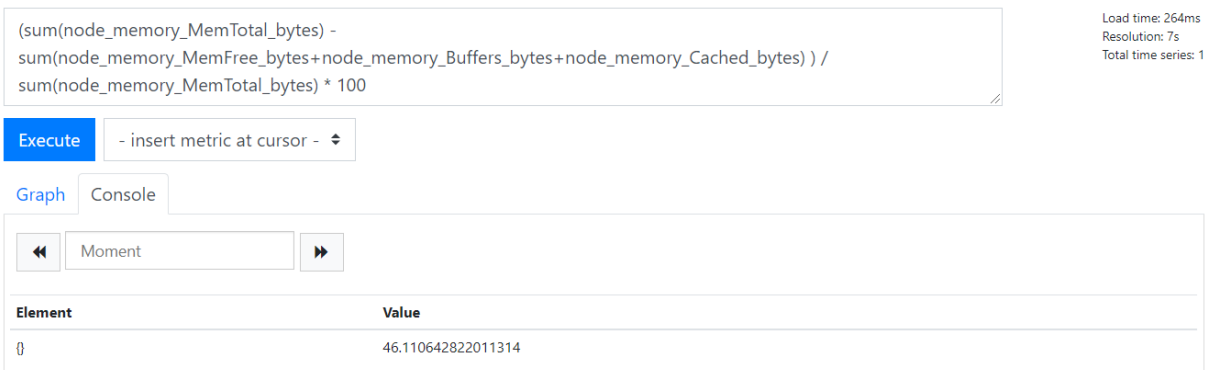 (sum(node_memory_MemTotal_bytes) -
sum(node_memory_MemFree_bytes+node_memory_Buffers_bytes+node_memory_Cached_bytes) ) /
sum(node_memory_MemTotal_bytes) * 100
Load time: 264ms
Resolution: 7s
Total time series: 1
Execute
- insert metric at cursor -
Graph
Console
Moment
Element Value
{} 46.110642822011314